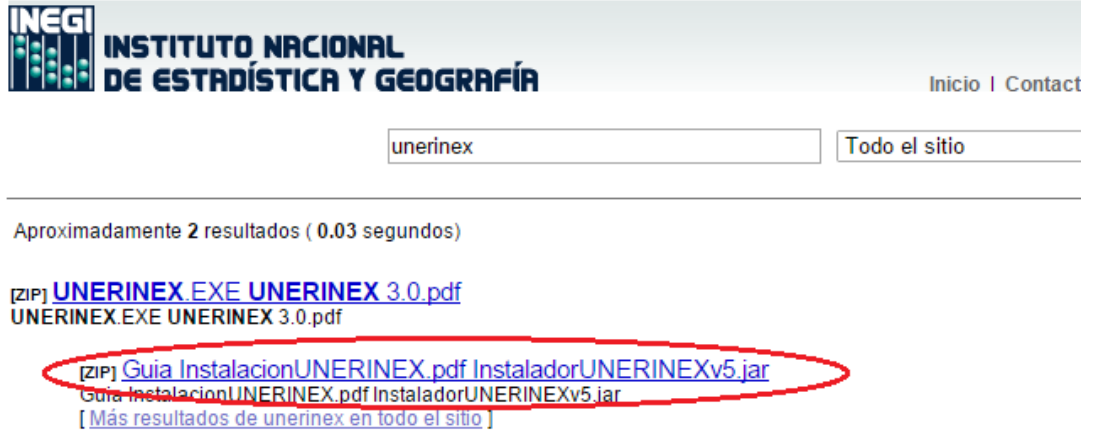 INEGI
INSTITUTO NACIONAL
DE ESTADÍSTICA Y GEOGRAFÍA
Inicio | Contact
unerinex
Todo el sitio
Aproximadamente 2 resultados ( 0.03 segundos)
[ZIP] UNERINEX.EXE UNERINEX 3.0.pdf
UNERINEX.EXE UNERINEX 3.0.pdf
[ZIP] Guia InstalacionUNERINEX.pdf InstaladorUNERINEXv5.jar
Guia InstalacionUNERINEX.pdf InstaladorUNERINEXv5.jar
[ Más resultados de unerinex en todo el sitio ]